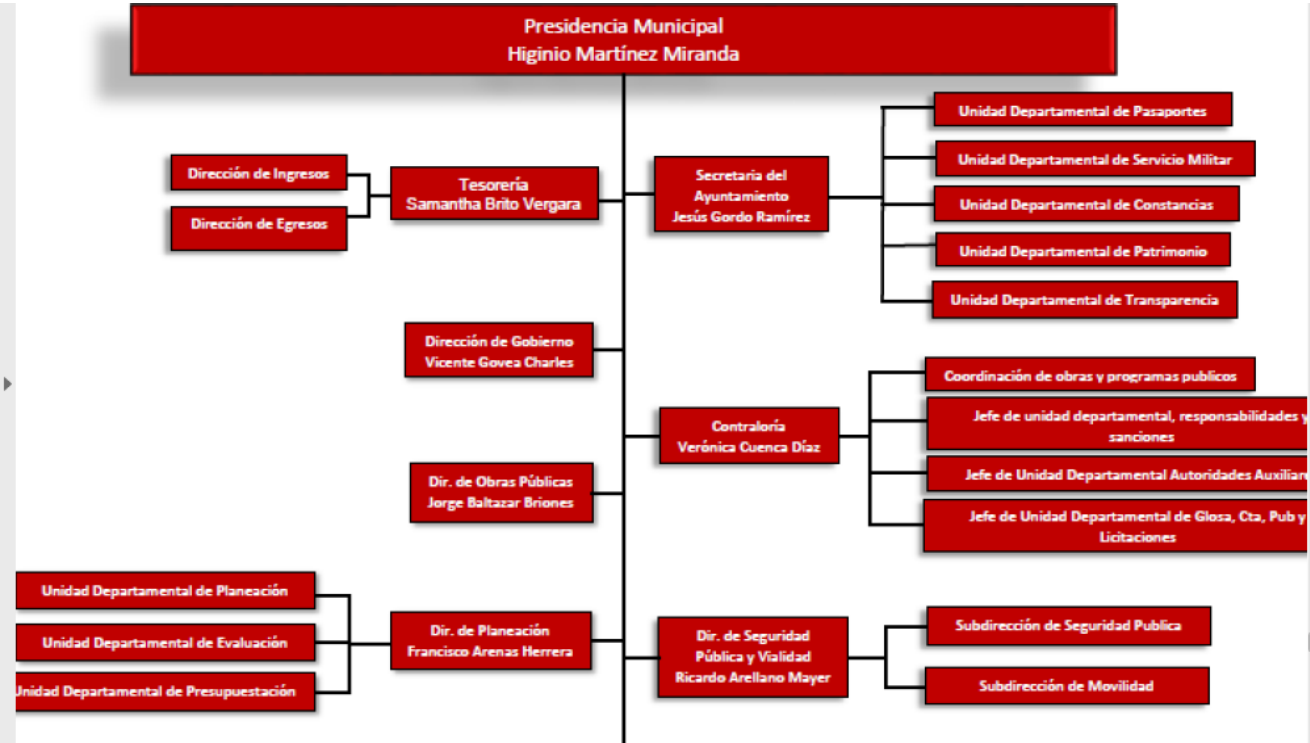 Presidencia Municipal
Higinio Martínez Miranda
Dirección de Ingresos
Dirección de Egresos
Tesorería
Samantha Brito Vergara
Secretaria del
Ayuntamiento
Jesús Gordo Ramírez
Unidad Departamental de Pasaportes
Unidad Departamental de Servicio Militar
Unidad Departamental de Constancias
Unidad Departamental de Patrimonio
Unidad Departamental de Transparencia
Dirección de Gobierno
Vicente Govea Charles
Contraloría
Verónica Cuenca Díaz
Coordinación de obras y programas publicos
Jefe de unidad departamental, responsabilidades y
sanciones
Jefe de Unidad Departamental Autoridades Auxiliare
Jefe de Unidad Departamental de Glosa, Cta, Pub y
Licitaciones
Dir. de Obras Públicas
Jorge Baltazar Briones
Unidad Departamental de Planeación
Unidad Departamental de Evaluación
Unidad Departamental de Presupuestación
Dir. de Planeación
Francisco Arenas Herrera
Dir. de Seguridad
Pública y Vialidad
Ricardo Arellano Mayer
Subdirección de Seguridad Publica
Subdirección de Movilidad